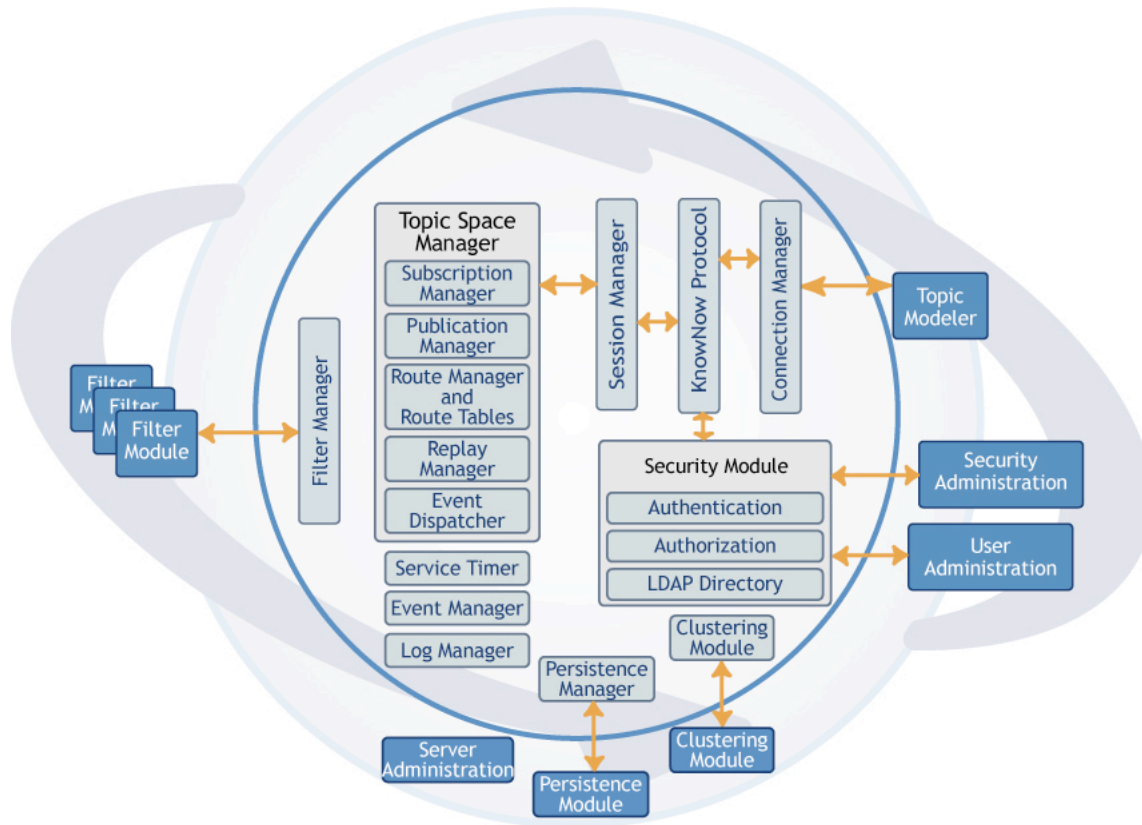 Topic Space
Manager
Subscription
Manager
Publication
Manager
Route Manager
and
Route Tables
Replay
Manager
Event
Dispatcher
Service Timer
Event Manager
Log Manager
Filter Manager
Filter
M
Filter
M
Filter
Module
Session Manager
KnowNow Protocol
Connection Manager
Topic
Modeler
Security Module
Authentication
Authorization
LDAP Directory
Security
Administration
User
Administration
Clustering
Module
Persistence
Manager
Clustering
Module
Server
Administration
Persistence
Module